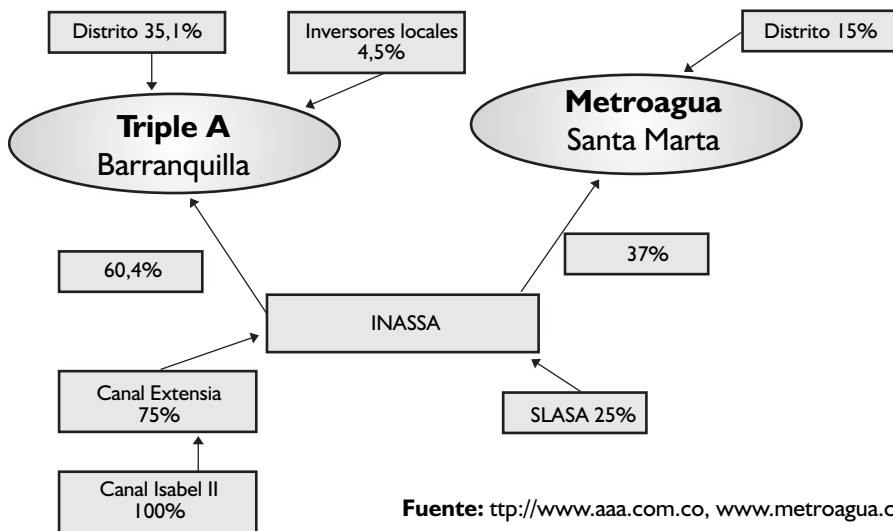 Distrito 35,1%
Inversores locales
4,5%
Distrito 15%
Triple A
Barranquilla
Metroagua
Santa Marta
60,4%
37%
INASSA
Canal Extensia
75%
SLASA 25%
Canal Isabel II
100%
Fuente: ttp://www.aaa.com.co, www.metroagua.c